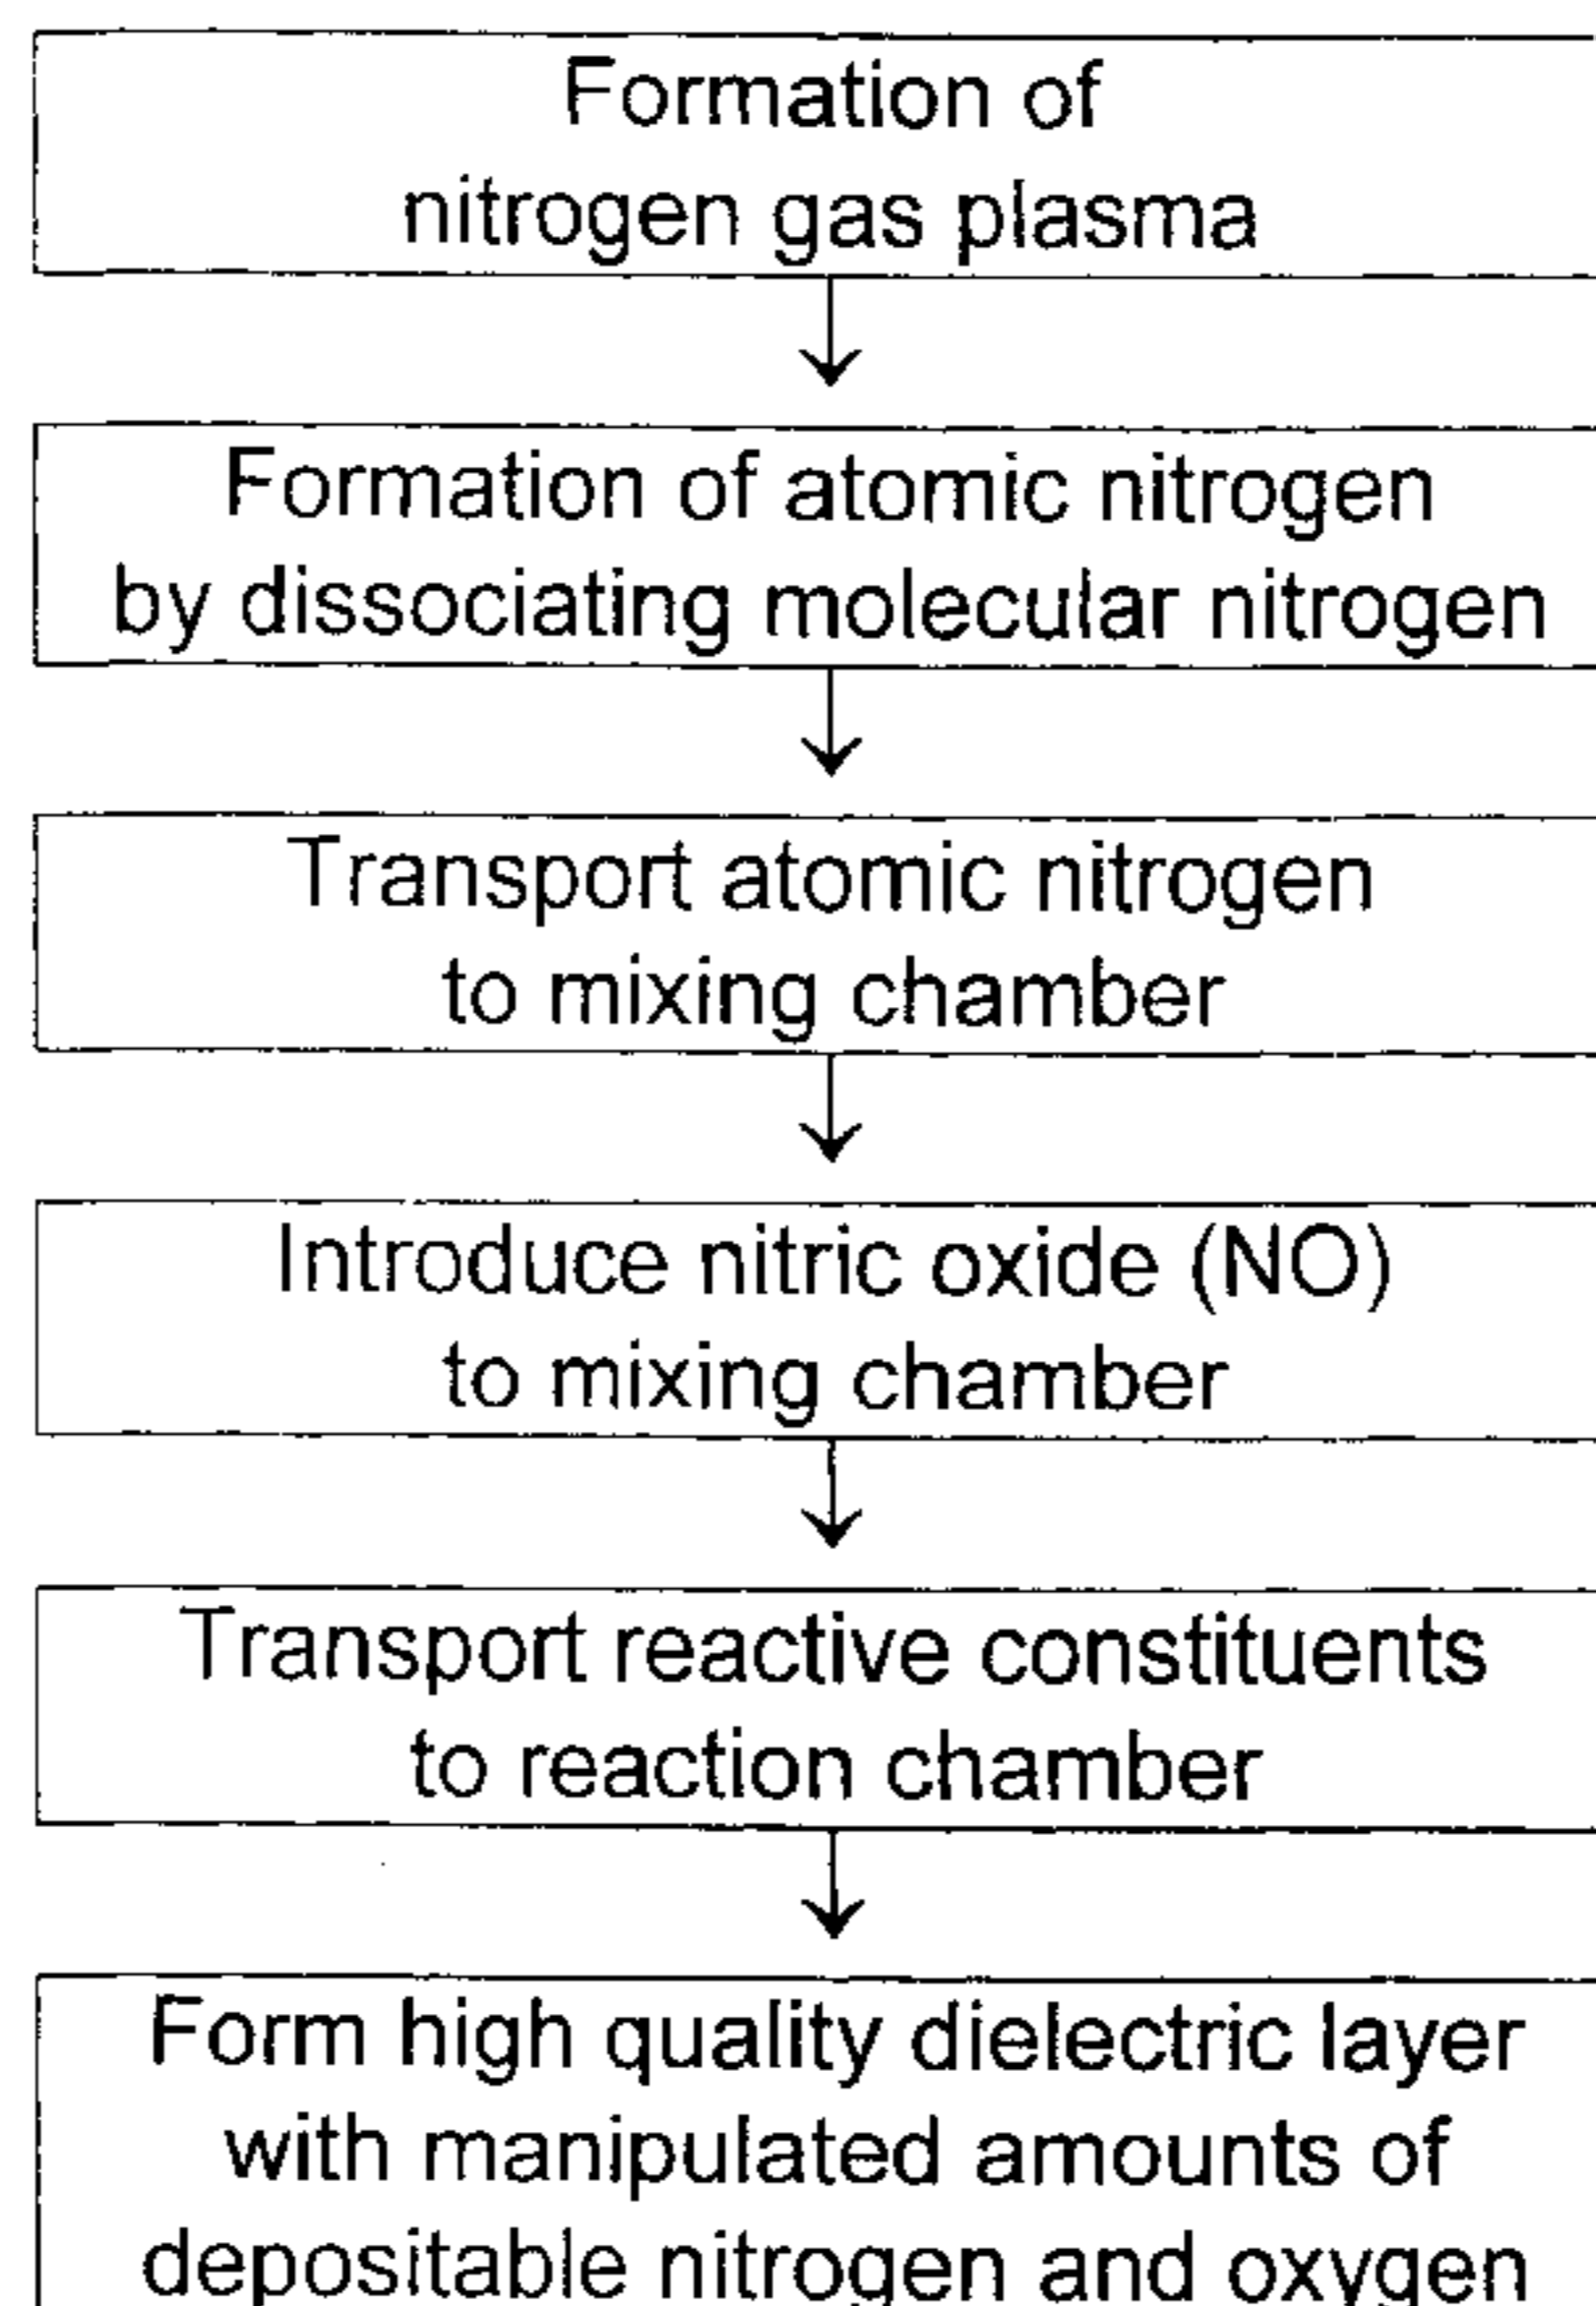 Formation of
nitrogen gas plasma
Formation of atomic nitrogen
by dissociating molecular nitrogen
Transport atomic nitrogen
to mixing chamber
Introduce nitric oxide (NO)
to mixing chamber
Transport reactive constituents
to reaction chamber
Form high quality dielectric layer
with manipulated amounts of
depositable nitrogen and oxygen